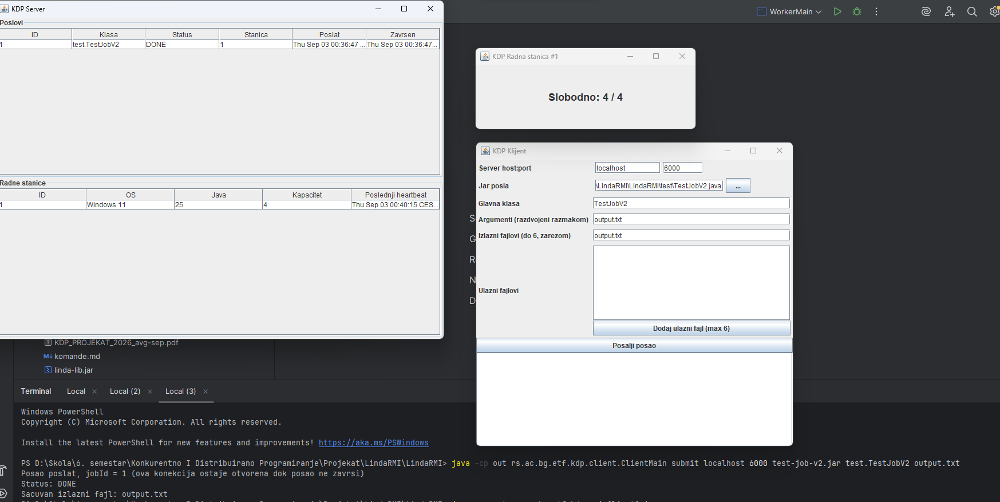 KDP Server
WorkerMain
Poslovi
ID Klasa Status Stanica Poslat Zavrsen
1 test.TestJobV2 DONE 1 Thu Sep 03 00:36:47 ... Thu Sep 03 00:36:47...
KDP Radna stanica #1
Slobodno: 4 / 4
Radne stanice
ID OS Java Kapacitet Poslednji heartbeat
1 Windows 11 25 4 Thu Sep 03 00:40:15 CES...
KDP Klijent
Server host:port localhost 6000
Jar posla \LindaRMI\LindaRMI\test\TestJobV2.java ...
Glavna klasa TestJobV2
Argumenti (razdvojeni razmakom) output.txt
Izlazni fajlovi (do 6, zarezom) output.txt
Ulazni fajlovi
Dodaj ulazni fajl (max 6)
Posalji posao
KDP_PROJEKAT_2026_avg-sep.pdf
M↓ komande.md
linda-lib.jar
Terminal Local Local (2) Local (3)
Windows PowerShell
Copyright (C) Microsoft Corporation. All rights reserved.
Install the latest PowerShell for new features and improvements! https://aka.ms/PSWindows
PS D:\Skola\6. semestar\Konkurentno I Distribuirano Programiranje\Projekat\LindaRMI\LindaRMI> java -cp out rs.ac.bg.etf.kdp.client.ClientMain submit localhost 6000 test-job-v2.jar test.TestJobV2 output.txt
Posao poslat, jobId = 1 (ova konekcija ostaje otvorena dok posao ne zavrsi)
Status: DONE
Sacuvan izlazni fajl: output.txt